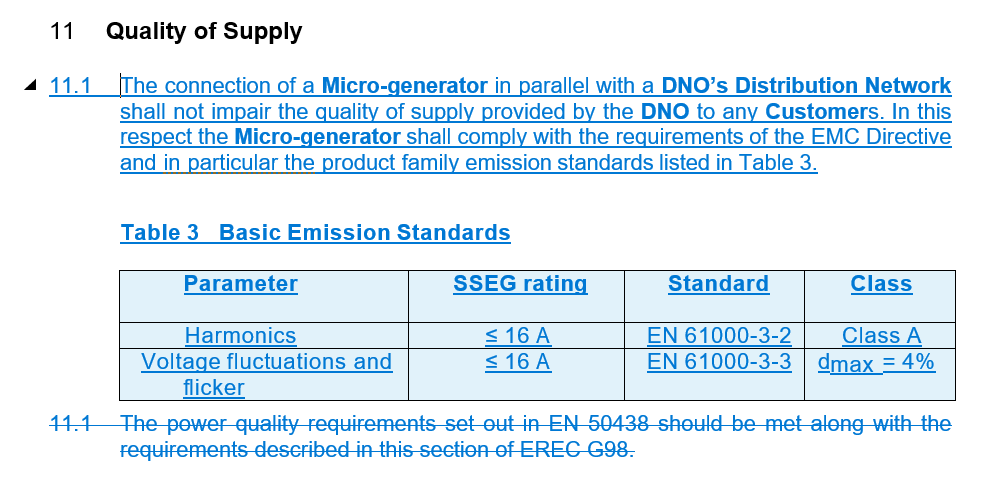 11 Quality of Supply
11.1 The connection of a Micro-generator in parallel with a DNO’s Distribution Network
shall not impair the quality of supply provided by the DNO to any Customers. In this
respect the Micro-generator shall comply with the requirements of the EMC Directive
and in particular the product family emission standards listed in Table 3.
Table 3 Basic Emission Standards
Parameter SSEG rating Standard Class
Harmonics ≤ 16 A EN 61000-3-2 Class A
Voltage fluctuations and ≤ 16 A EN 61000-3-3 dmax = 4%
flicker
11.1 The power quality requirements set out in EN 50438 should be met along with the
requirements described in this section of EREC G98.